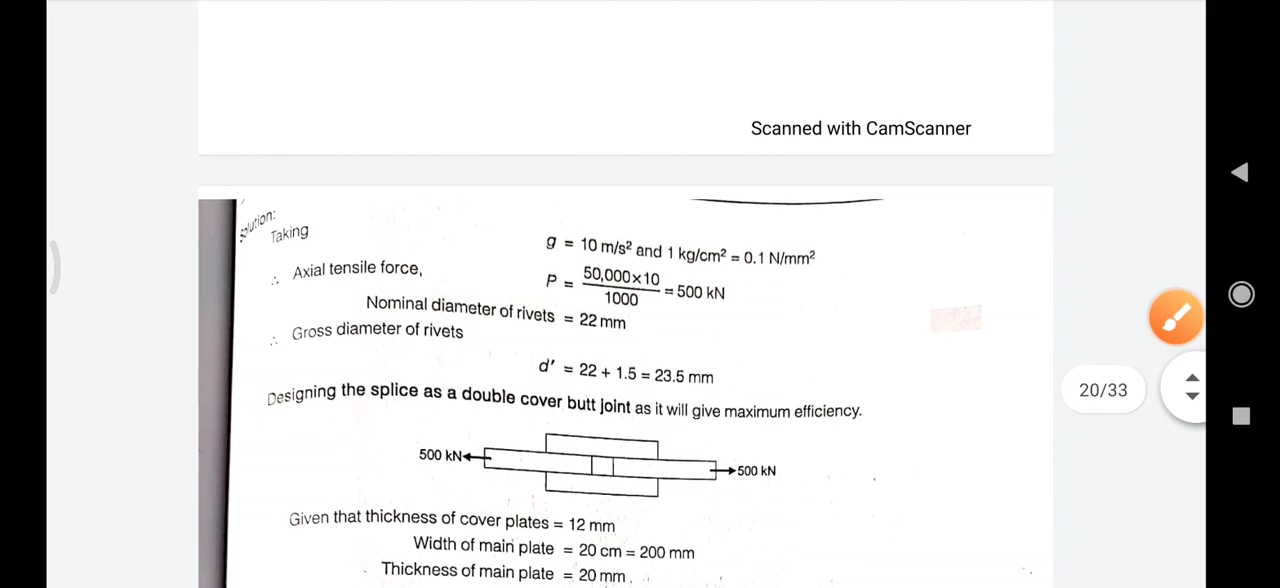 Scanned with CamScanner
Solution:
Taking
g = 10 m/s² and 1 kg/cm² = 0.1 N/mm²
∴ Axial tensile force,
P = 50,000×10 / 1000 = 500 kN
Nominal diameter of rivets = 22 mm
∴ Gross diameter of rivets
d′ = 22 + 1.5 = 23.5 mm
Designing the splice as a double cover butt joint as it will give maximum efficiency.
500 kN
500 kN
Given that thickness of cover plates = 12 mm
Width of main plate = 20 cm = 200 mm
Thickness of main plate = 20 mm.
20/33